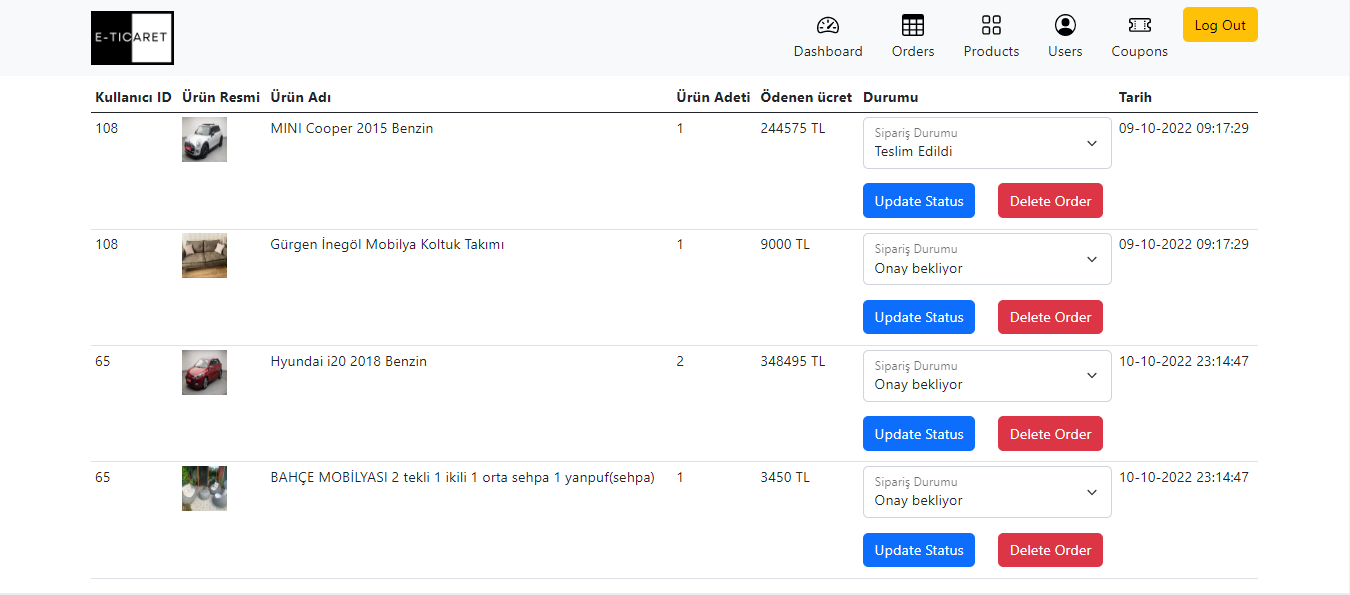 E-TICARET
Dashboard Orders Products Users Coupons Log Out
Kullanıcı ID Ürün Resmi Ürün Adı Ürün Adeti Ödenen ücret Durumu Tarih
108 MINI Cooper 2015 Benzin 1 244575 TL Sipariş Durumu 09-10-2022 09:17:29
Teslim Edildi
Update Status Delete Order
108 Gürgen İnegöl Mobilya Koltuk Takımı 1 9000 TL Sipariş Durumu 09-10-2022 09:17:29
Onay bekliyor
Update Status Delete Order
65 Hyundai i20 2018 Benzin 2 348495 TL Sipariş Durumu 10-10-2022 23:14:47
Onay bekliyor
Update Status Delete Order
65 BAHÇE MOBİLYASI 2 tekli 1 ikili 1 orta sehpa 1 yanpuf(sehpa) 1 3450 TL Sipariş Durumu 10-10-2022 23:14:47
Onay bekliyor
Update Status Delete Order